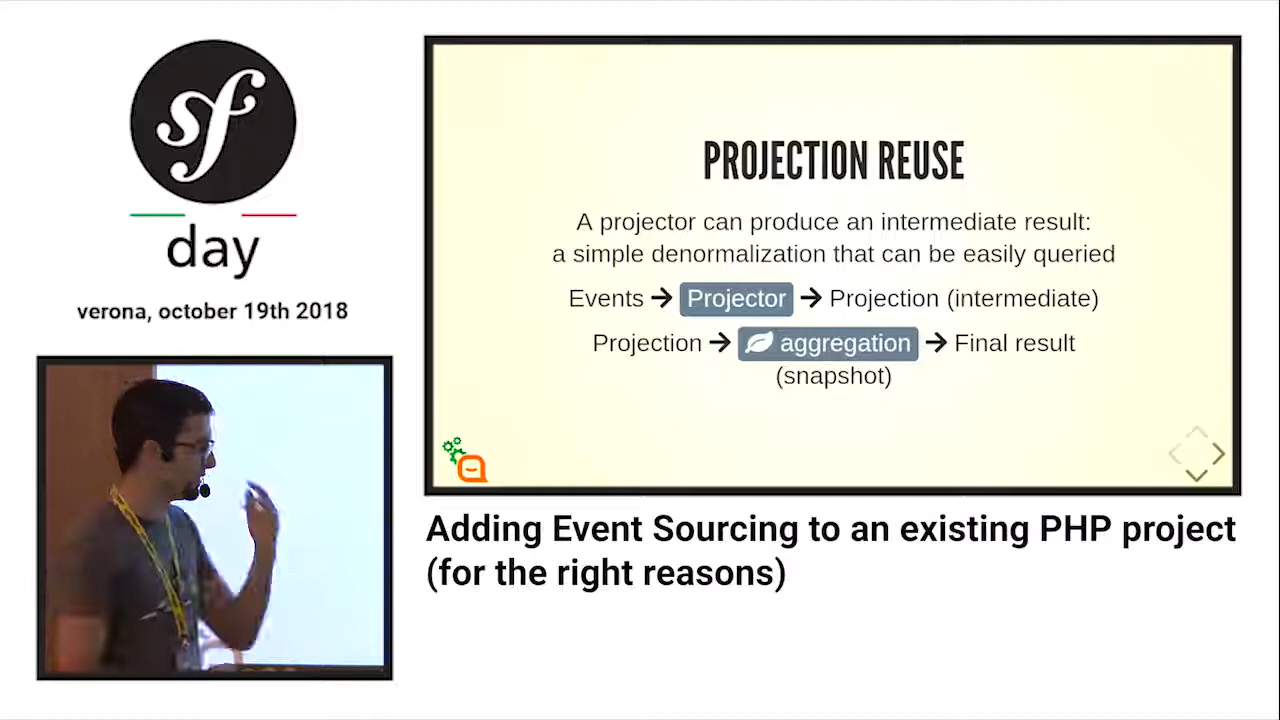 sf
day
verona, october 19th 2018
PROJECTION REUSE
A projector can produce an intermediate result:
a simple denormalization that can be easily queried
Events → Projector → Projection (intermediate)
Projection → aggregation → Final result
(snapshot)
Adding Event Sourcing to an existing PHP project
(for the right reasons)